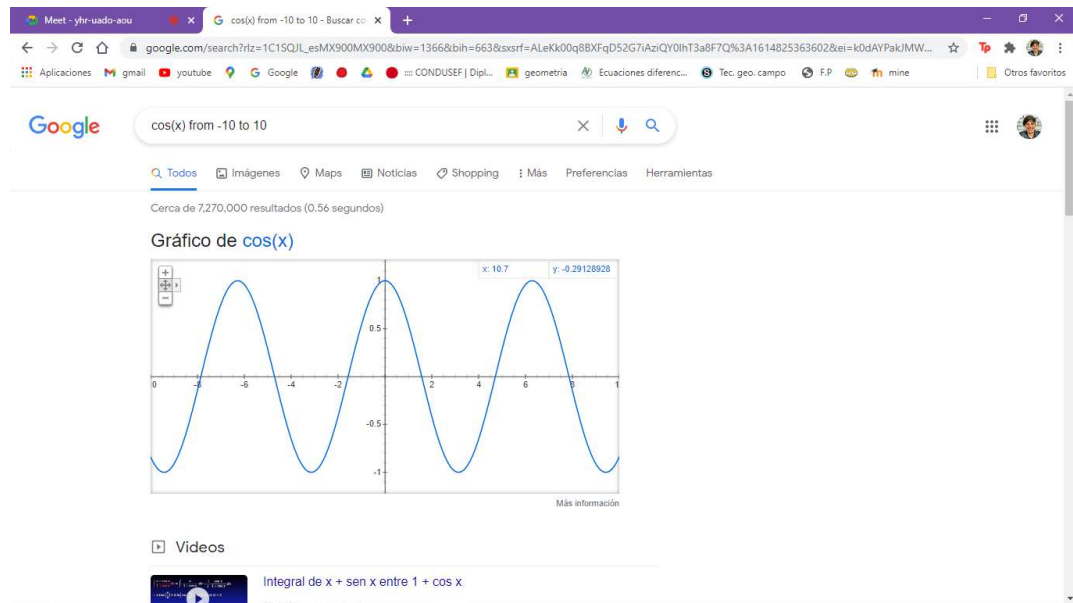 Meet - yhr-uado-aou
cos(x) from -10 to 10 - Buscar co
google.com/search?rlz=1C1SQJL_esMX900MX900&biw=1366&bih=663&sxsrf=ALeKk00q8BXFqD52G7iAziQY0IhT3a8F7Q%3A1614825363602&ei=k0dAYPakJMW...
Aplicaciones gmail youtube Google :::: CONDUSEF | Dipl... geometria Ecuaciones diferenc... Tec. geo. campo F.P mine Otros favoritos
Google
cos(x) from -10 to 10
Todos Imágenes Maps Noticias Shopping Más Preferencias Herramientas
Cerca de 7,270,000 resultados (0.56 segundos)
Gráfico de cos(x)
x: 10.7 y: -0.29128928
1
0.5
0 -8 -6 -4 -2 2 4 6 8 1
-0.5
-1
Más información
Videos
Integral de x + sen x entre 1 + cos x